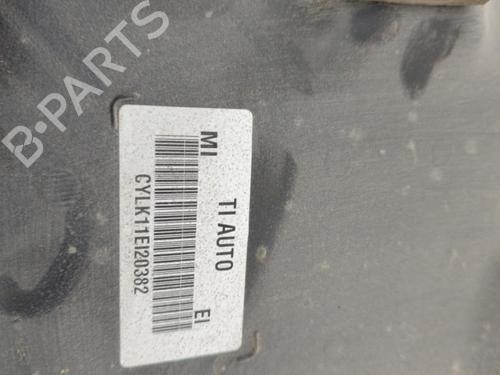 B-PARTS
MI
TI AUTO
EI
CYLK11EI20382